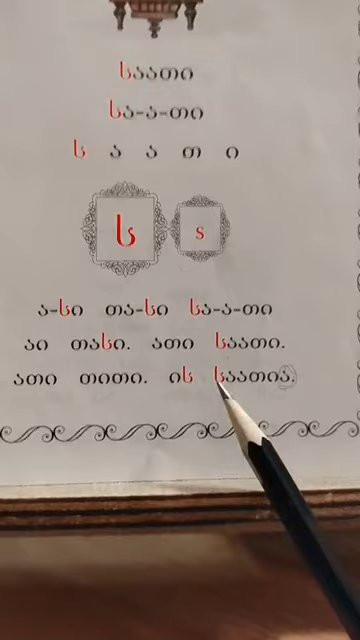 საათი
სა-ა-თი
ს ა ა თ ი
ს s
ა-სი თა-სი სა-ა-თი
აი თასი. ათი საათი.
ათი თითი. ის საათია.